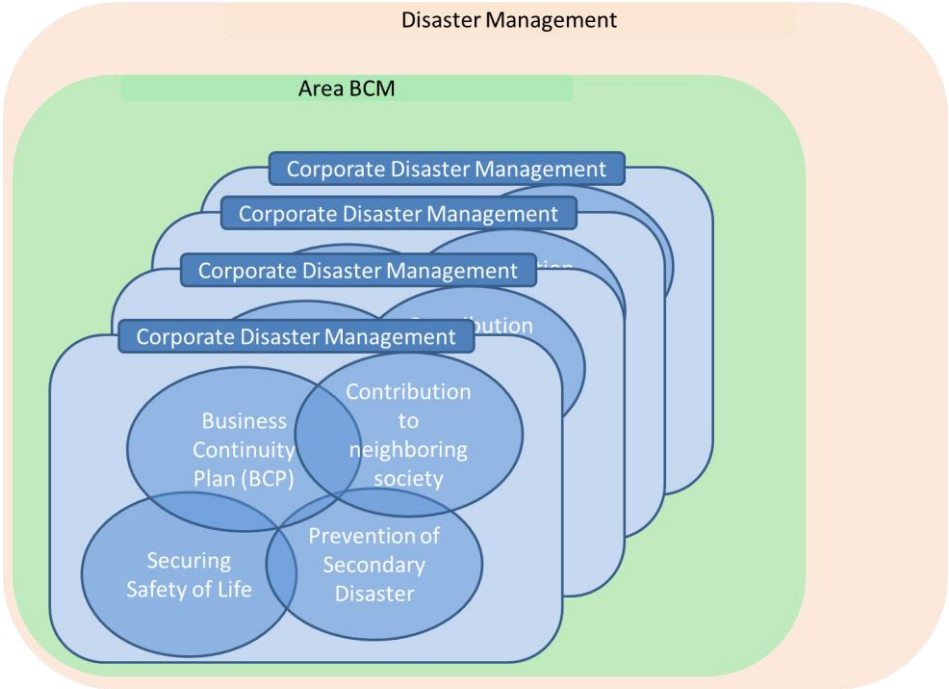 Disaster Management
Area BCM
Corporate Disaster Management
Corporate Disaster Management
Corporate Disaster Management
Corporate Disaster Management
Business
Continuity
Plan (BCP)
Contribution
to
neighboring
society
Securing
Safety of Life
Prevention of
Secondary
Disaster